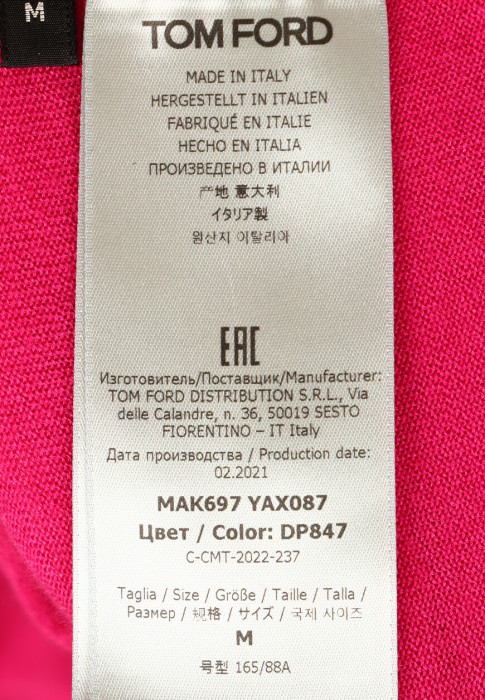 M
TOM FORD
MADE IN ITALY
HERGESTELLT IN ITALIEN
FABRIQUÉ EN ITALIE
HECHO EN ITALIA
ПРОИЗВЕДЕНО В ИТАЛИИ
产地 意大利
イタリア製
원산지 이탈리아
EAC
Изготовитель/Поставщик/Manufacturer:
TOM FORD DISTRIBUTION S.R.L., Via
delle Calandre, n. 36, 50019 SESTO
FIORENTINO – IT Italy
Дата производства / Production date:
02.2021
MAK697 YAX087
Цвет / Color: DP847
C-CMT-2022-237
Taglia / Size / Größe / Taille / Talla /
Размер / 规格 / サイズ / 국제 사이즈
M
号型 165/88A